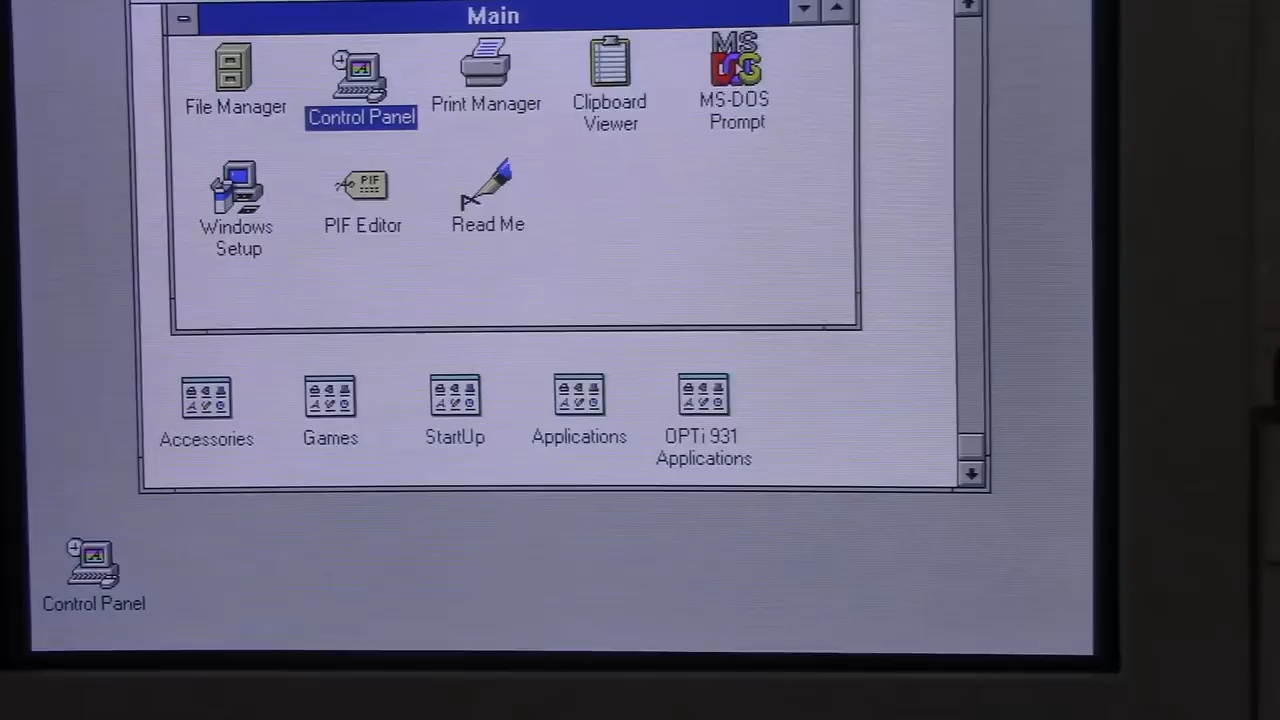 Main
File Manager
Control Panel
Print Manager
Clipboard
Viewer
MS
DOS
MS-DOS
Prompt
Windows
Setup
PIF
PIF Editor
Read Me
Accessories
Games
StartUp
Applications
OPTi 931
Applications
A
Control Panel